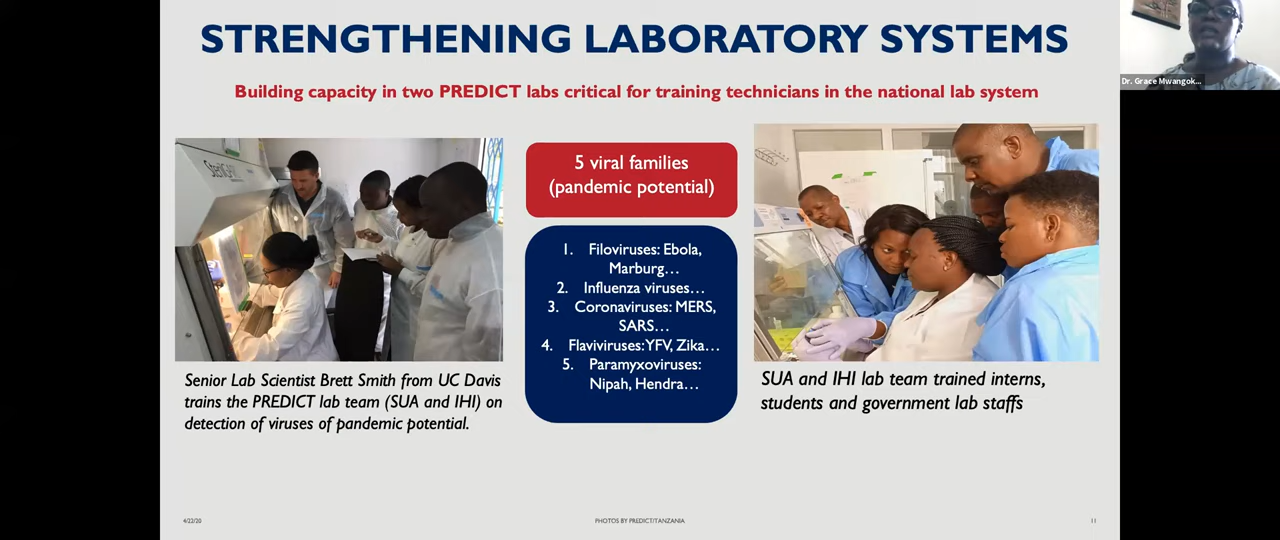 STRENGTHENING LABORATORY SYSTEMS
Building capacity in two PREDICT labs critical for training technicians in the national lab system
Dr. Grace Mwangok...
5 viral families
(pandemic potential)
1. Filoviruses: Ebola,
Marburg…
2. Influenza viruses…
3. Coronaviruses: MERS,
SARS…
4. Flaviviruses:YFV, Zika…
5. Paramyxoviruses:
Nipah, Hendra…
Senior Lab Scientist Brett Smith from UC Davis
trains the PREDICT lab team (SUA and IHI) on
detection of viruses of pandemic potential.
SUA and IHI lab team trained interns,
students and government lab staffs
4/22/20
PHOTOS BY PREDICT/TANZANIA
11